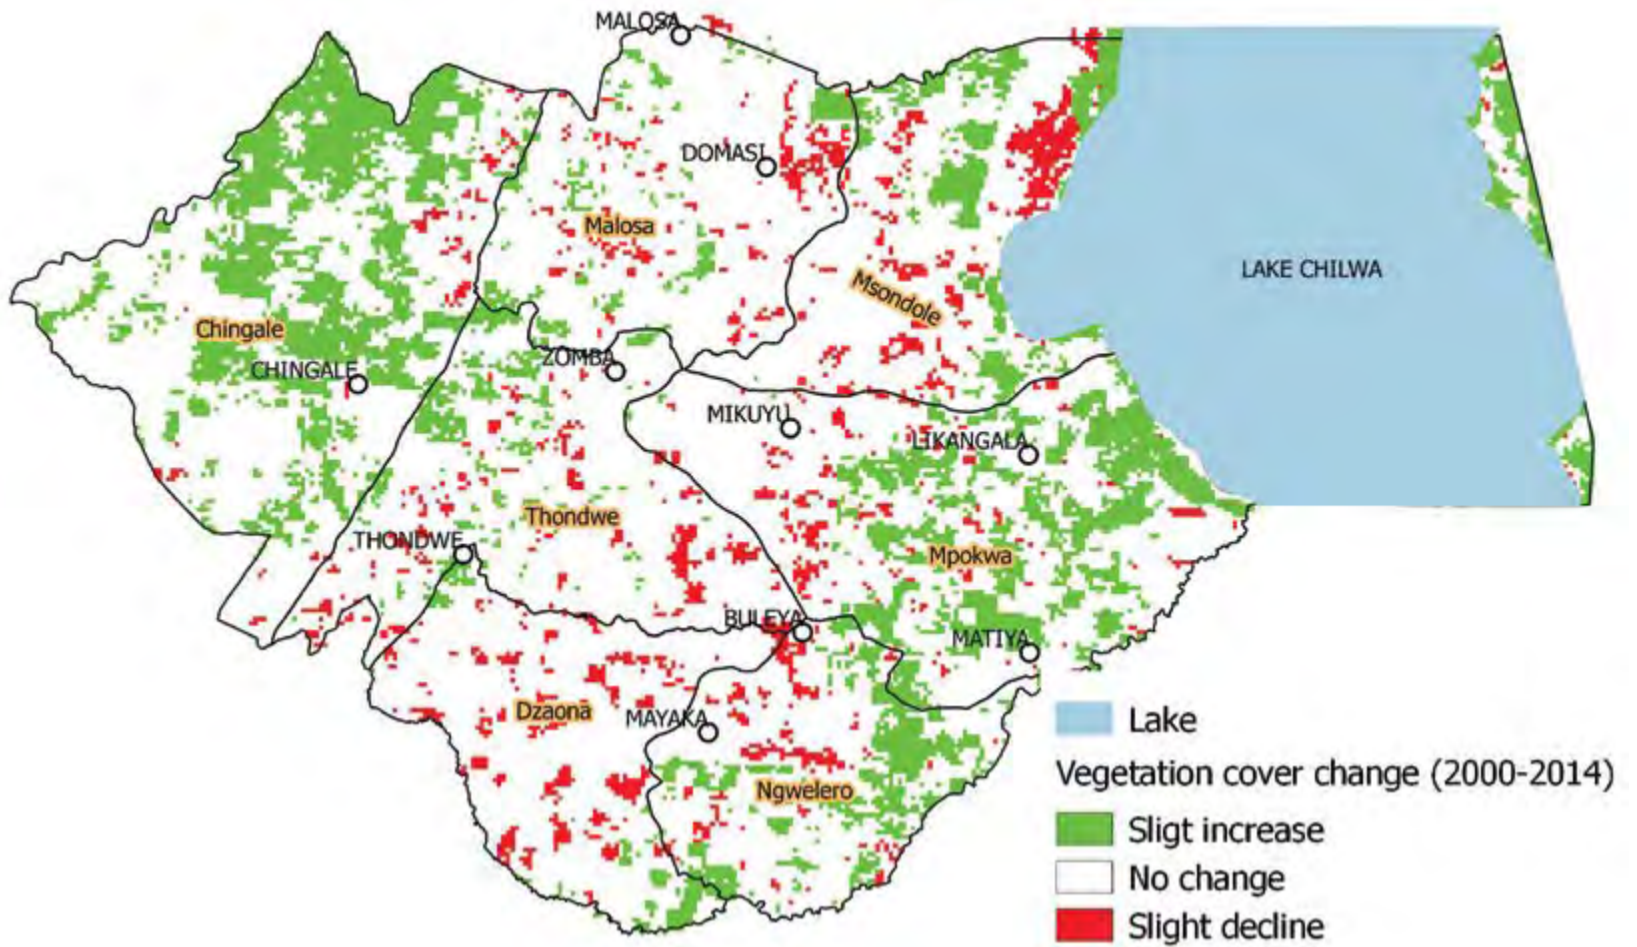 MALOSA
DOMASI
Malosa
LAKE CHILWA
Msondole
Chingale
CHINGALE
ZOMBA
MIKUYU
LIKANGALA
Thondwe
THONDWE
Mpokwa
BULEYA
MATIYA
Dzaona
MAYAKA
Ngwelero
Lake
Vegetation cover change (2000-2014)
Sligt increase
No change
Slight decline